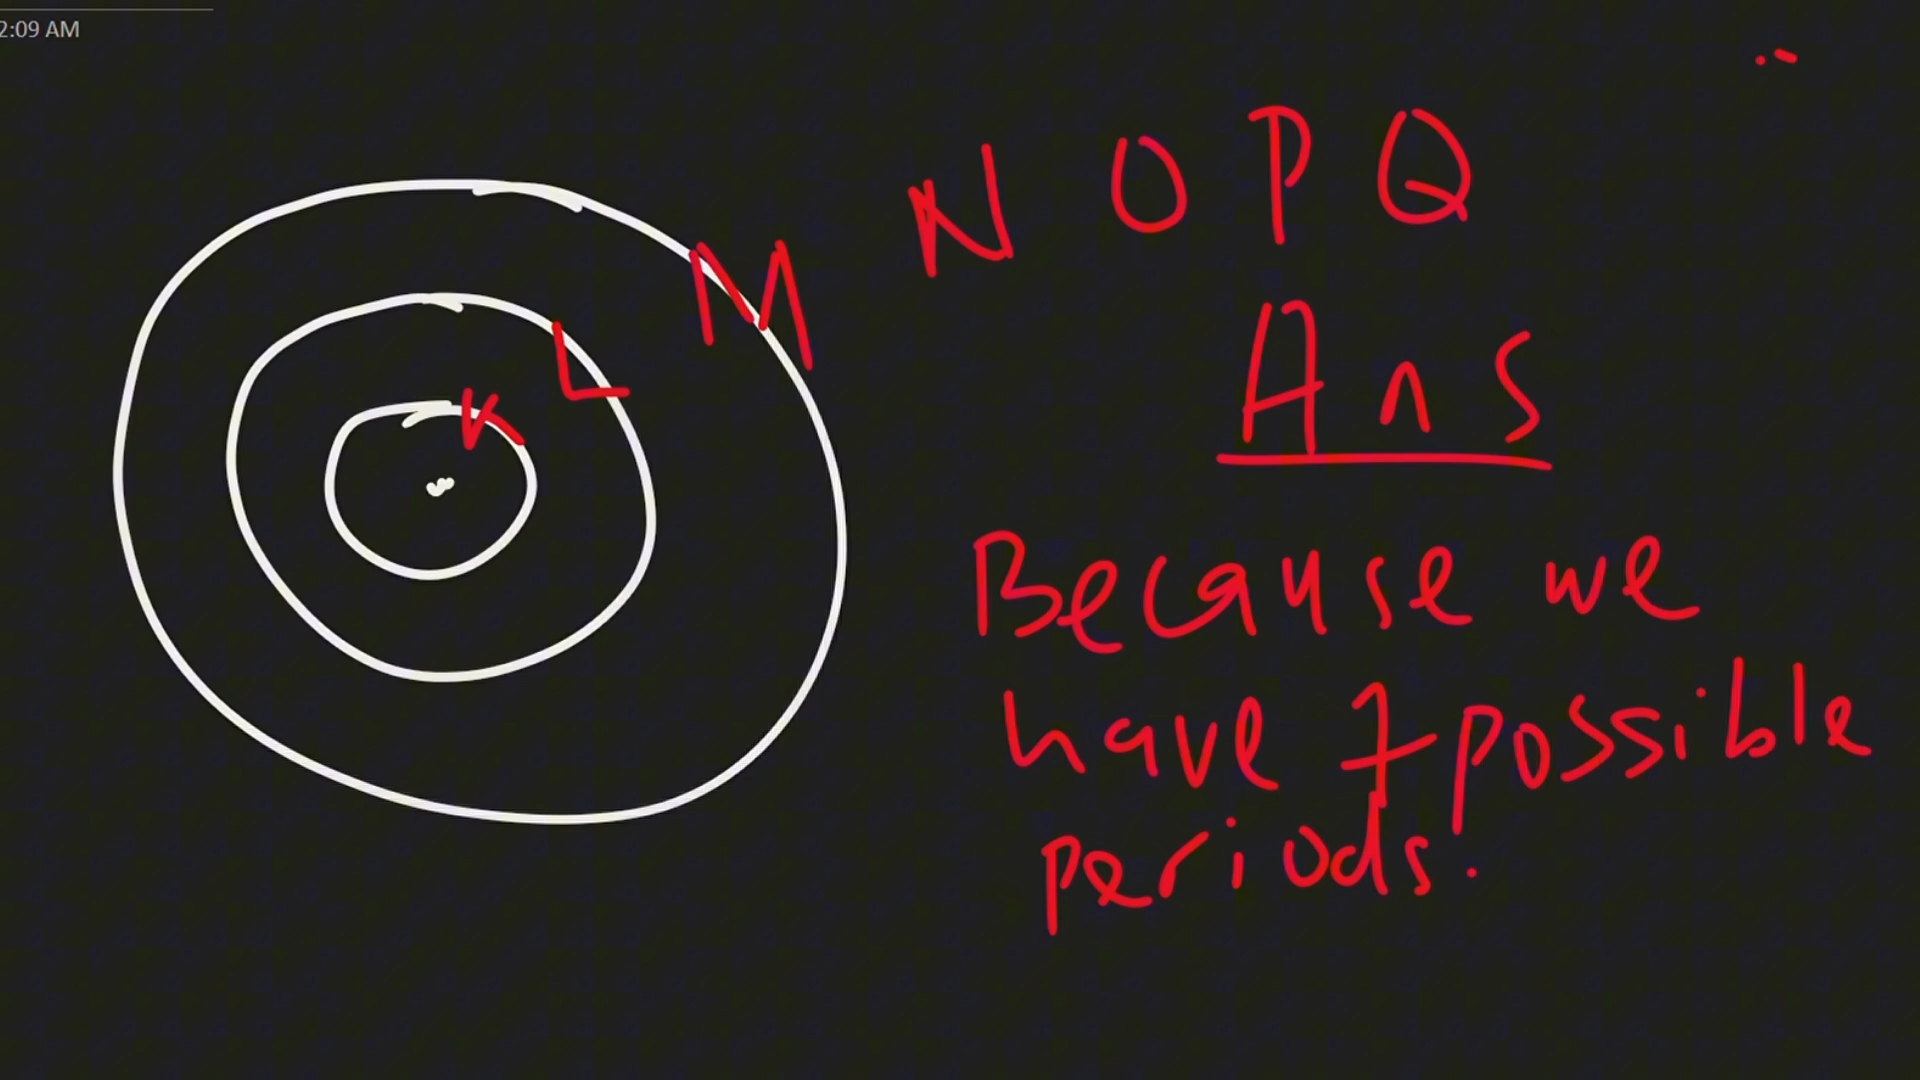 2:09 AM
K L M N O P Q
Ans
Because we
have 7 possible
periods.